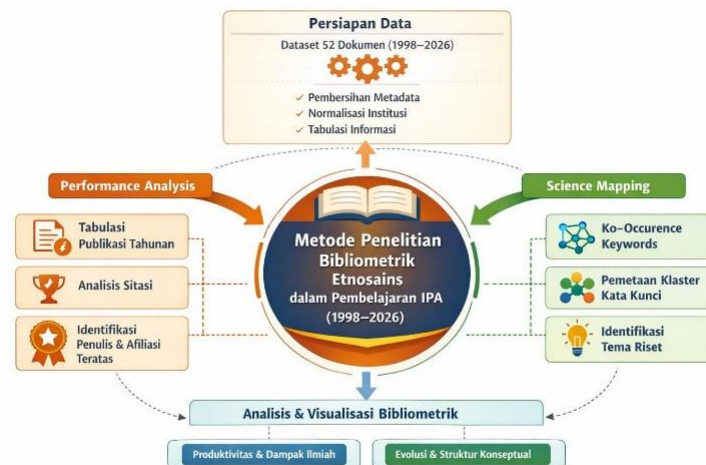 Persiapan Data
Dataset 52 Dokumen (1998–2026)
✓ Pembersihan Metadata
✓ Normalisasi Institusi
✓ Tabulasi Informasi
Performance Analysis
Science Mapping
Tabulasi
Publikasi Tahunan
Analisis Sitasi
Identifikasi
Penulis & Afiliasi
Teratas
Metode Penelitian
Bibliometrik
Etnosains
dalam Pembelajaran IPA
(1998–2026)
Ko-Occurence
Keywords
Pemetaan Klaster
Kata Kunci
Identifikasi
Tema Riset
Analisis & Visualisasi Bibliometrik
Produktivitas & Dampak Ilmiah
Evolusi & Struktur Konseptual